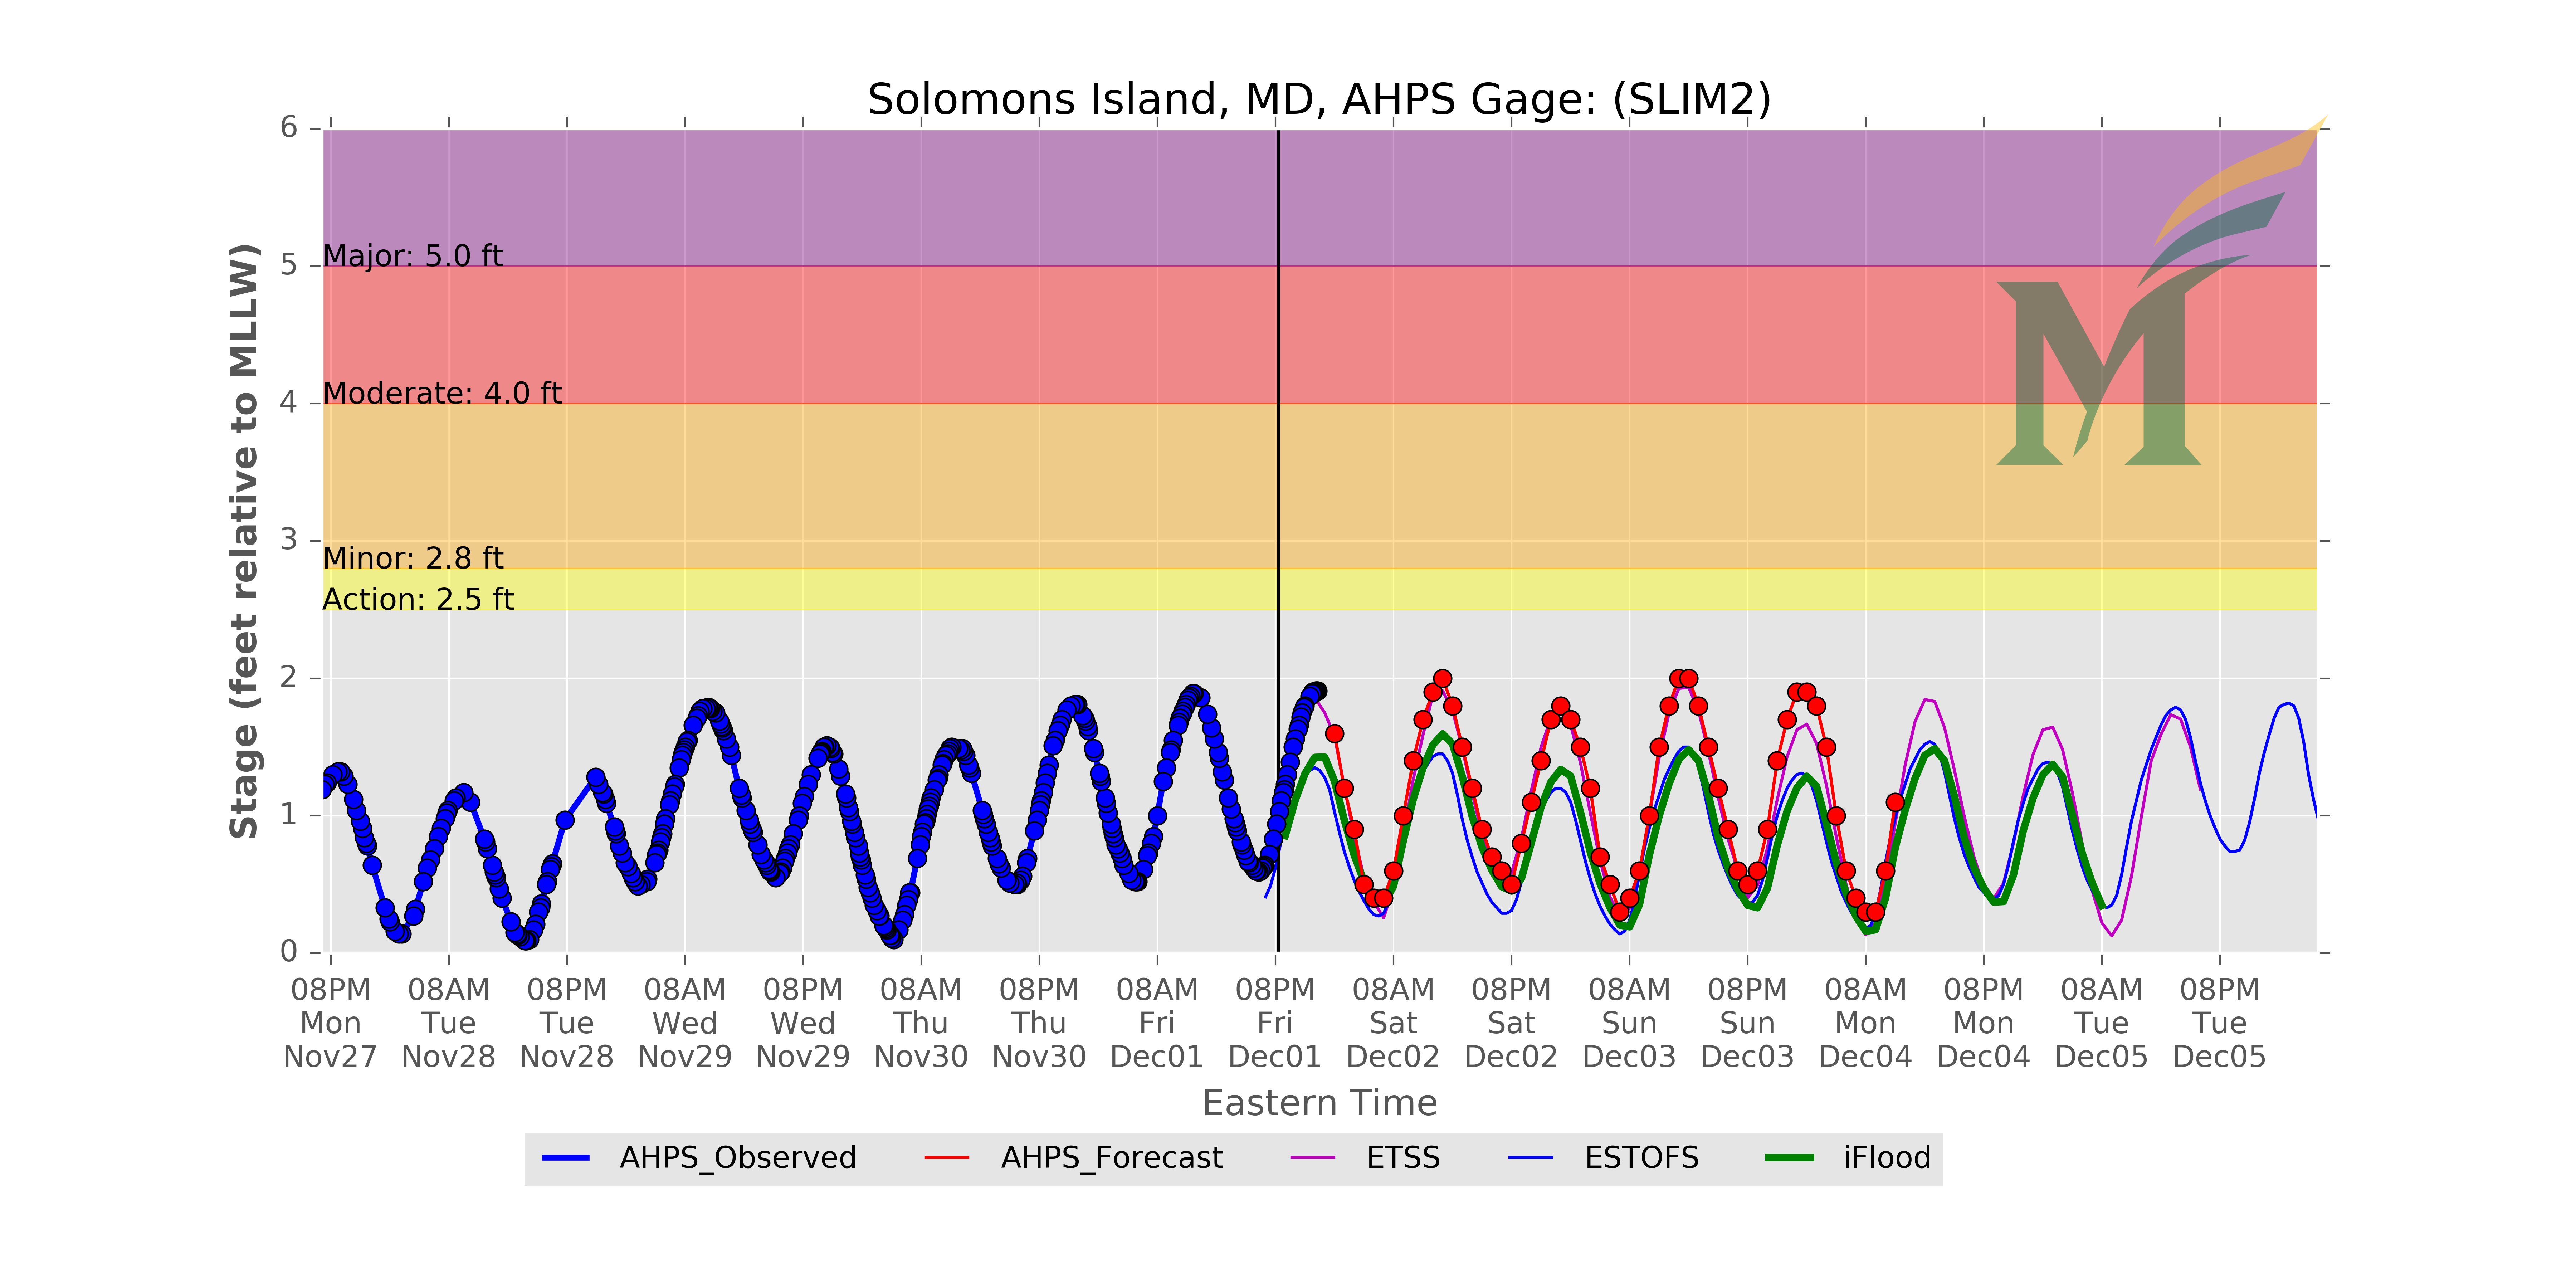 Solomons Island, MD, AHPS Gage: (SLIM2)
Stage (feet relative to MLLW)
6
5
4
3
2
1
0
Major: 5.0 ft
Moderate: 4.0 ft
Minor: 2.8 ft
Action: 2.5 ft
08PM 08AM 08PM 08AM 08PM 08AM 08PM 08AM 08PM 08AM 08PM 08AM 08PM 08AM 08PM 08AM 08PM
Mon Tue Tue Wed Wed Thu Thu Fri Fri Sat Sat Sun Sun Mon Mon Tue Tue
Nov27 Nov28 Nov28 Nov29 Nov29 Nov30 Nov30 Dec01 Dec01 Dec02 Dec02 Dec03 Dec03 Dec04 Dec04 Dec05 Dec05
Eastern Time
AHPS_Observed AHPS_Forecast ETSS ESTOFS iFlood